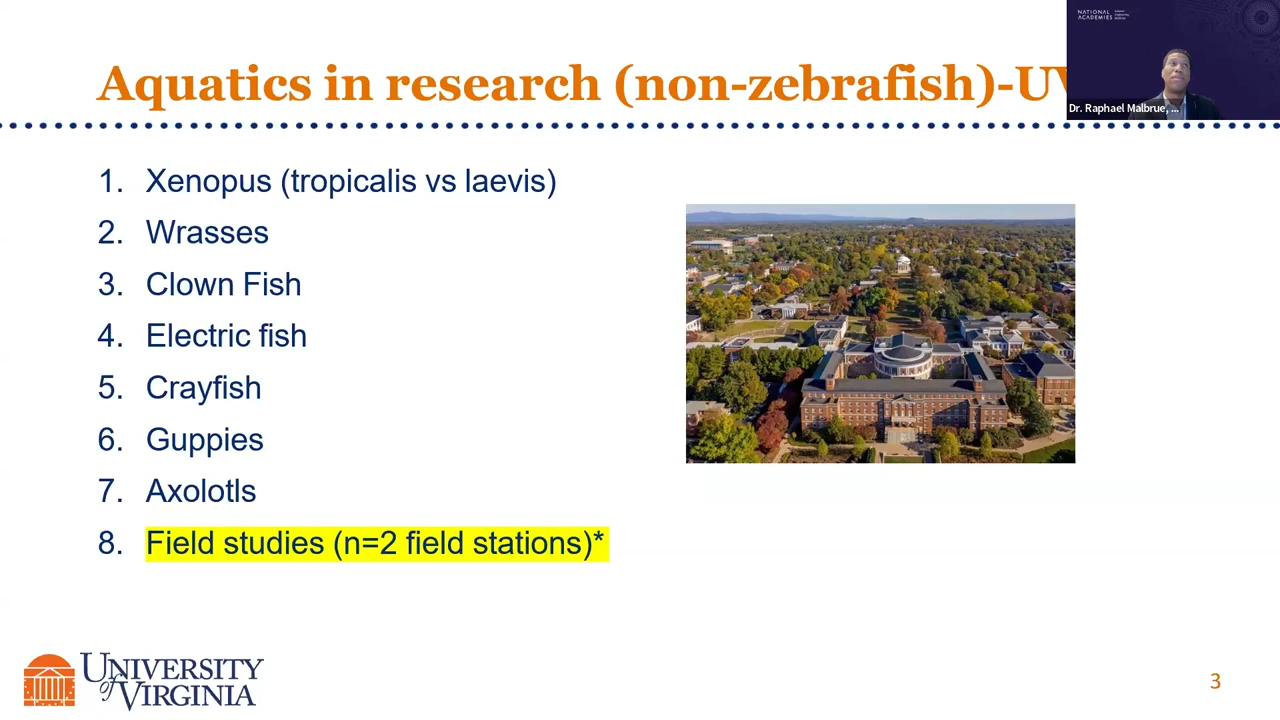 Aquatics in research (non-zebrafish)-UV
NATIONAL
ACADEMIES
Dr. Raphael Malbrue, ...
1. Xenopus (tropicalis vs laevis)
2. Wrasses
3. Clown Fish
4. Electric fish
5. Crayfish
6. Guppies
7. Axolotls
8. Field studies (n=2 field stations)*
UNIVERSITY
of VIRGINIA
3